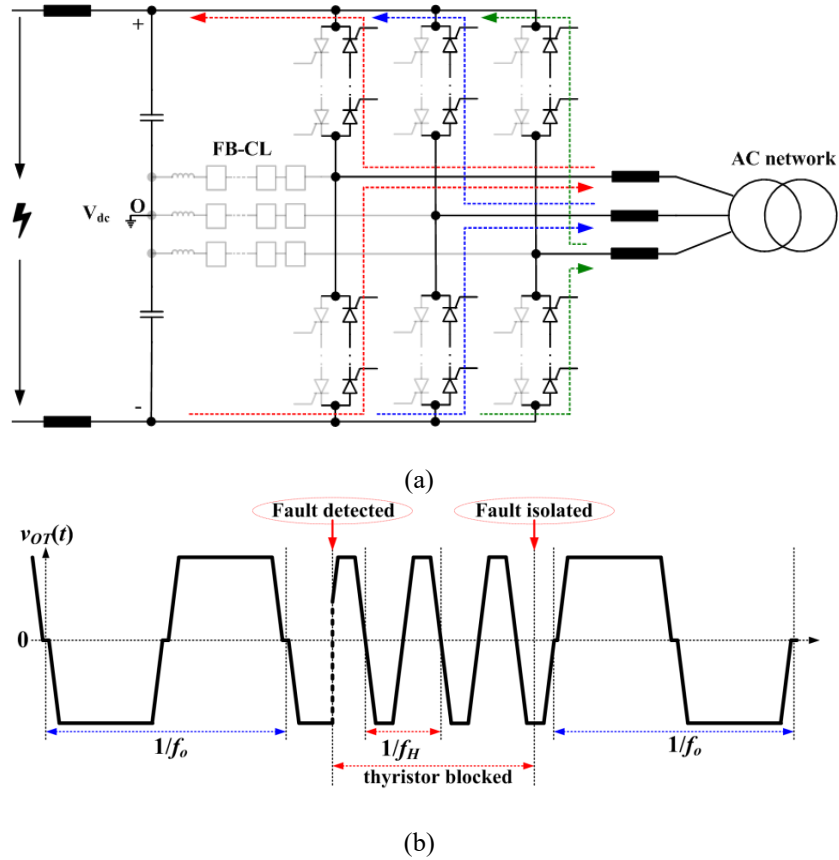 +
FB-CL
AC network
V_dc O
-
(a)
Fault detected Fault isolated
v_OT(t)
0
1/f_o 1/f_H 1/f_o
thyristor blocked
(b)